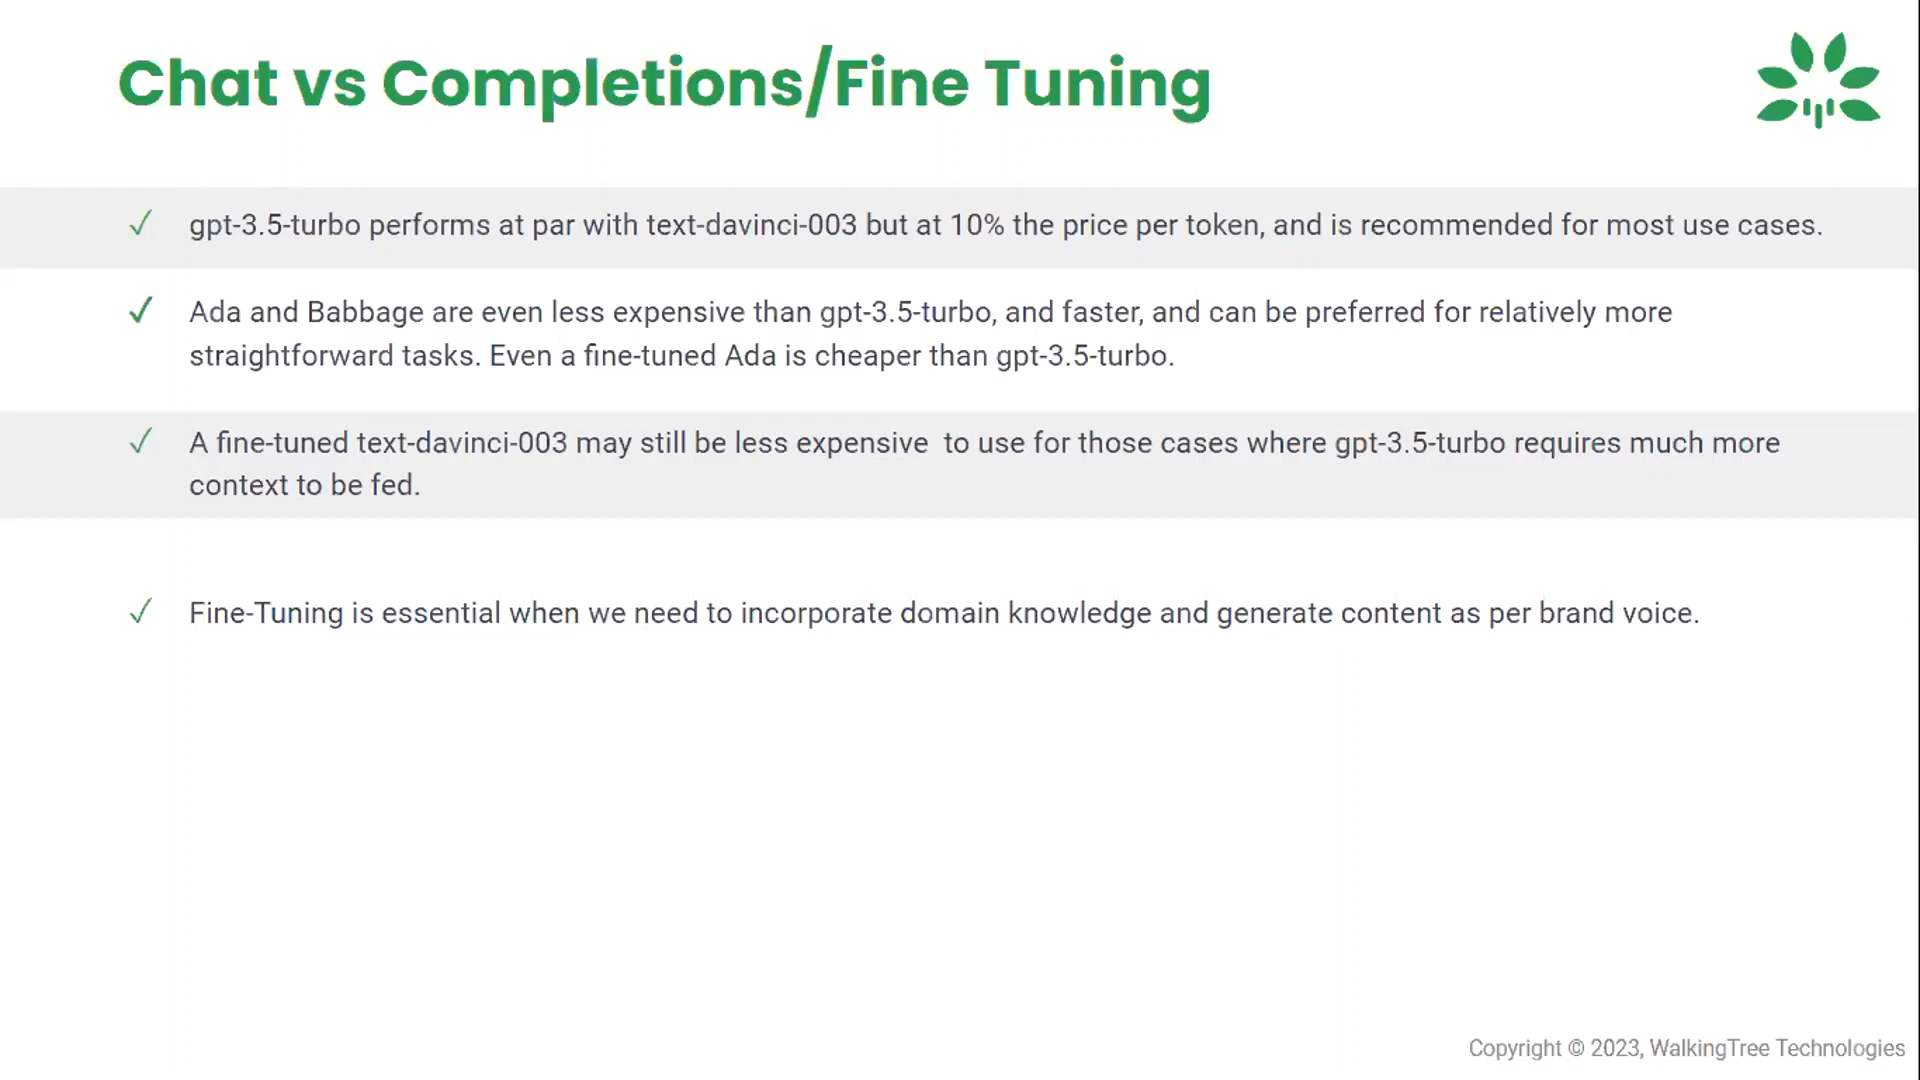 Chat vs Completions/Fine Tuning
✓ gpt-3.5-turbo performs at par with text-davinci-003 but at 10% the price per token, and is recommended for most use cases.
✓ Ada and Babbage are even less expensive than gpt-3.5-turbo, and faster, and can be preferred for relatively more
straightforward tasks. Even a fine-tuned Ada is cheaper than gpt-3.5-turbo.
✓ A fine-tuned text-davinci-003 may still be less expensive  to use for those cases where gpt-3.5-turbo requires much more
context to be fed.
✓ Fine-Tuning is essential when we need to incorporate domain knowledge and generate content as per brand voice.
Copyright © 2023, WalkingTree Technologies